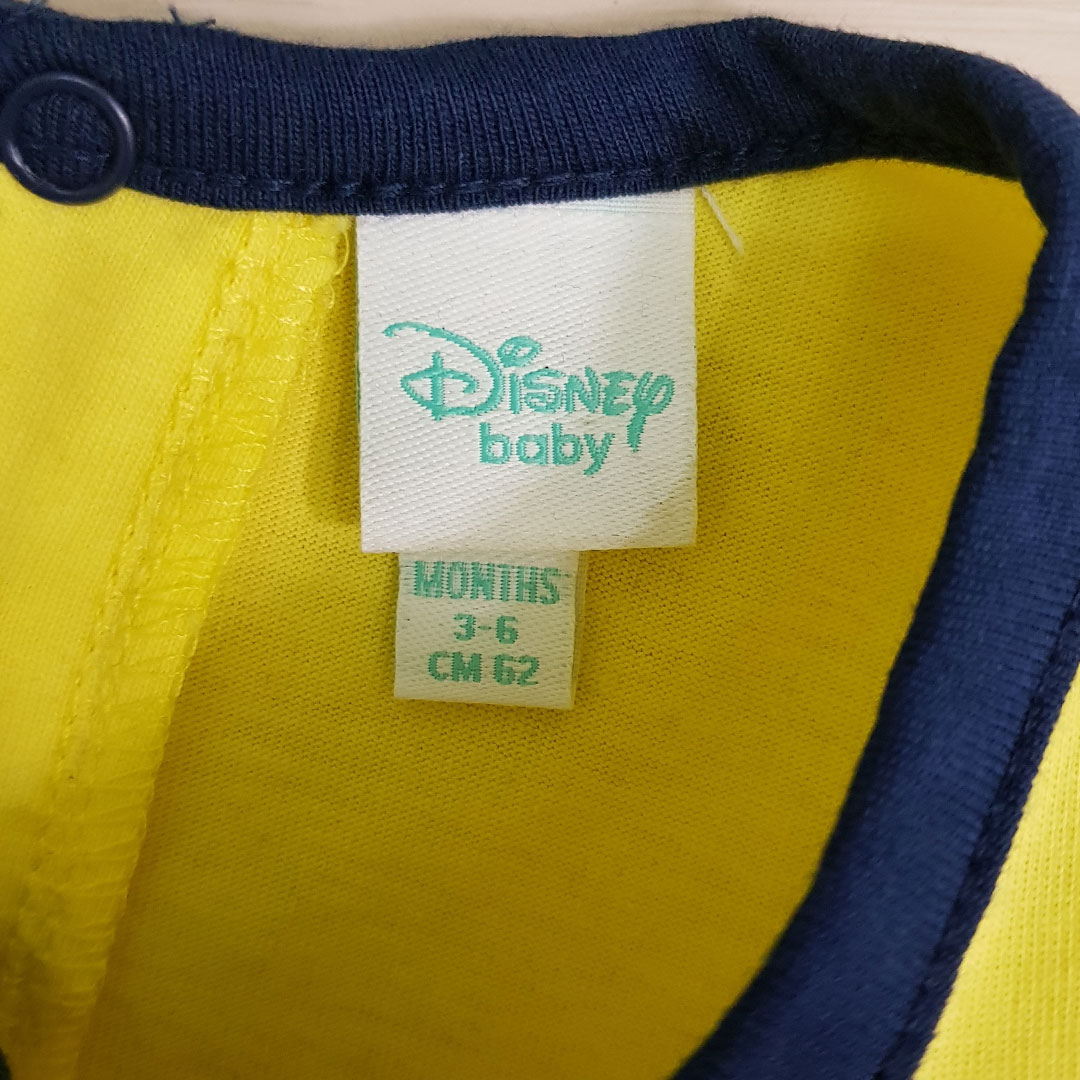 Disney
baby
MONTHS
3-6
CM 62